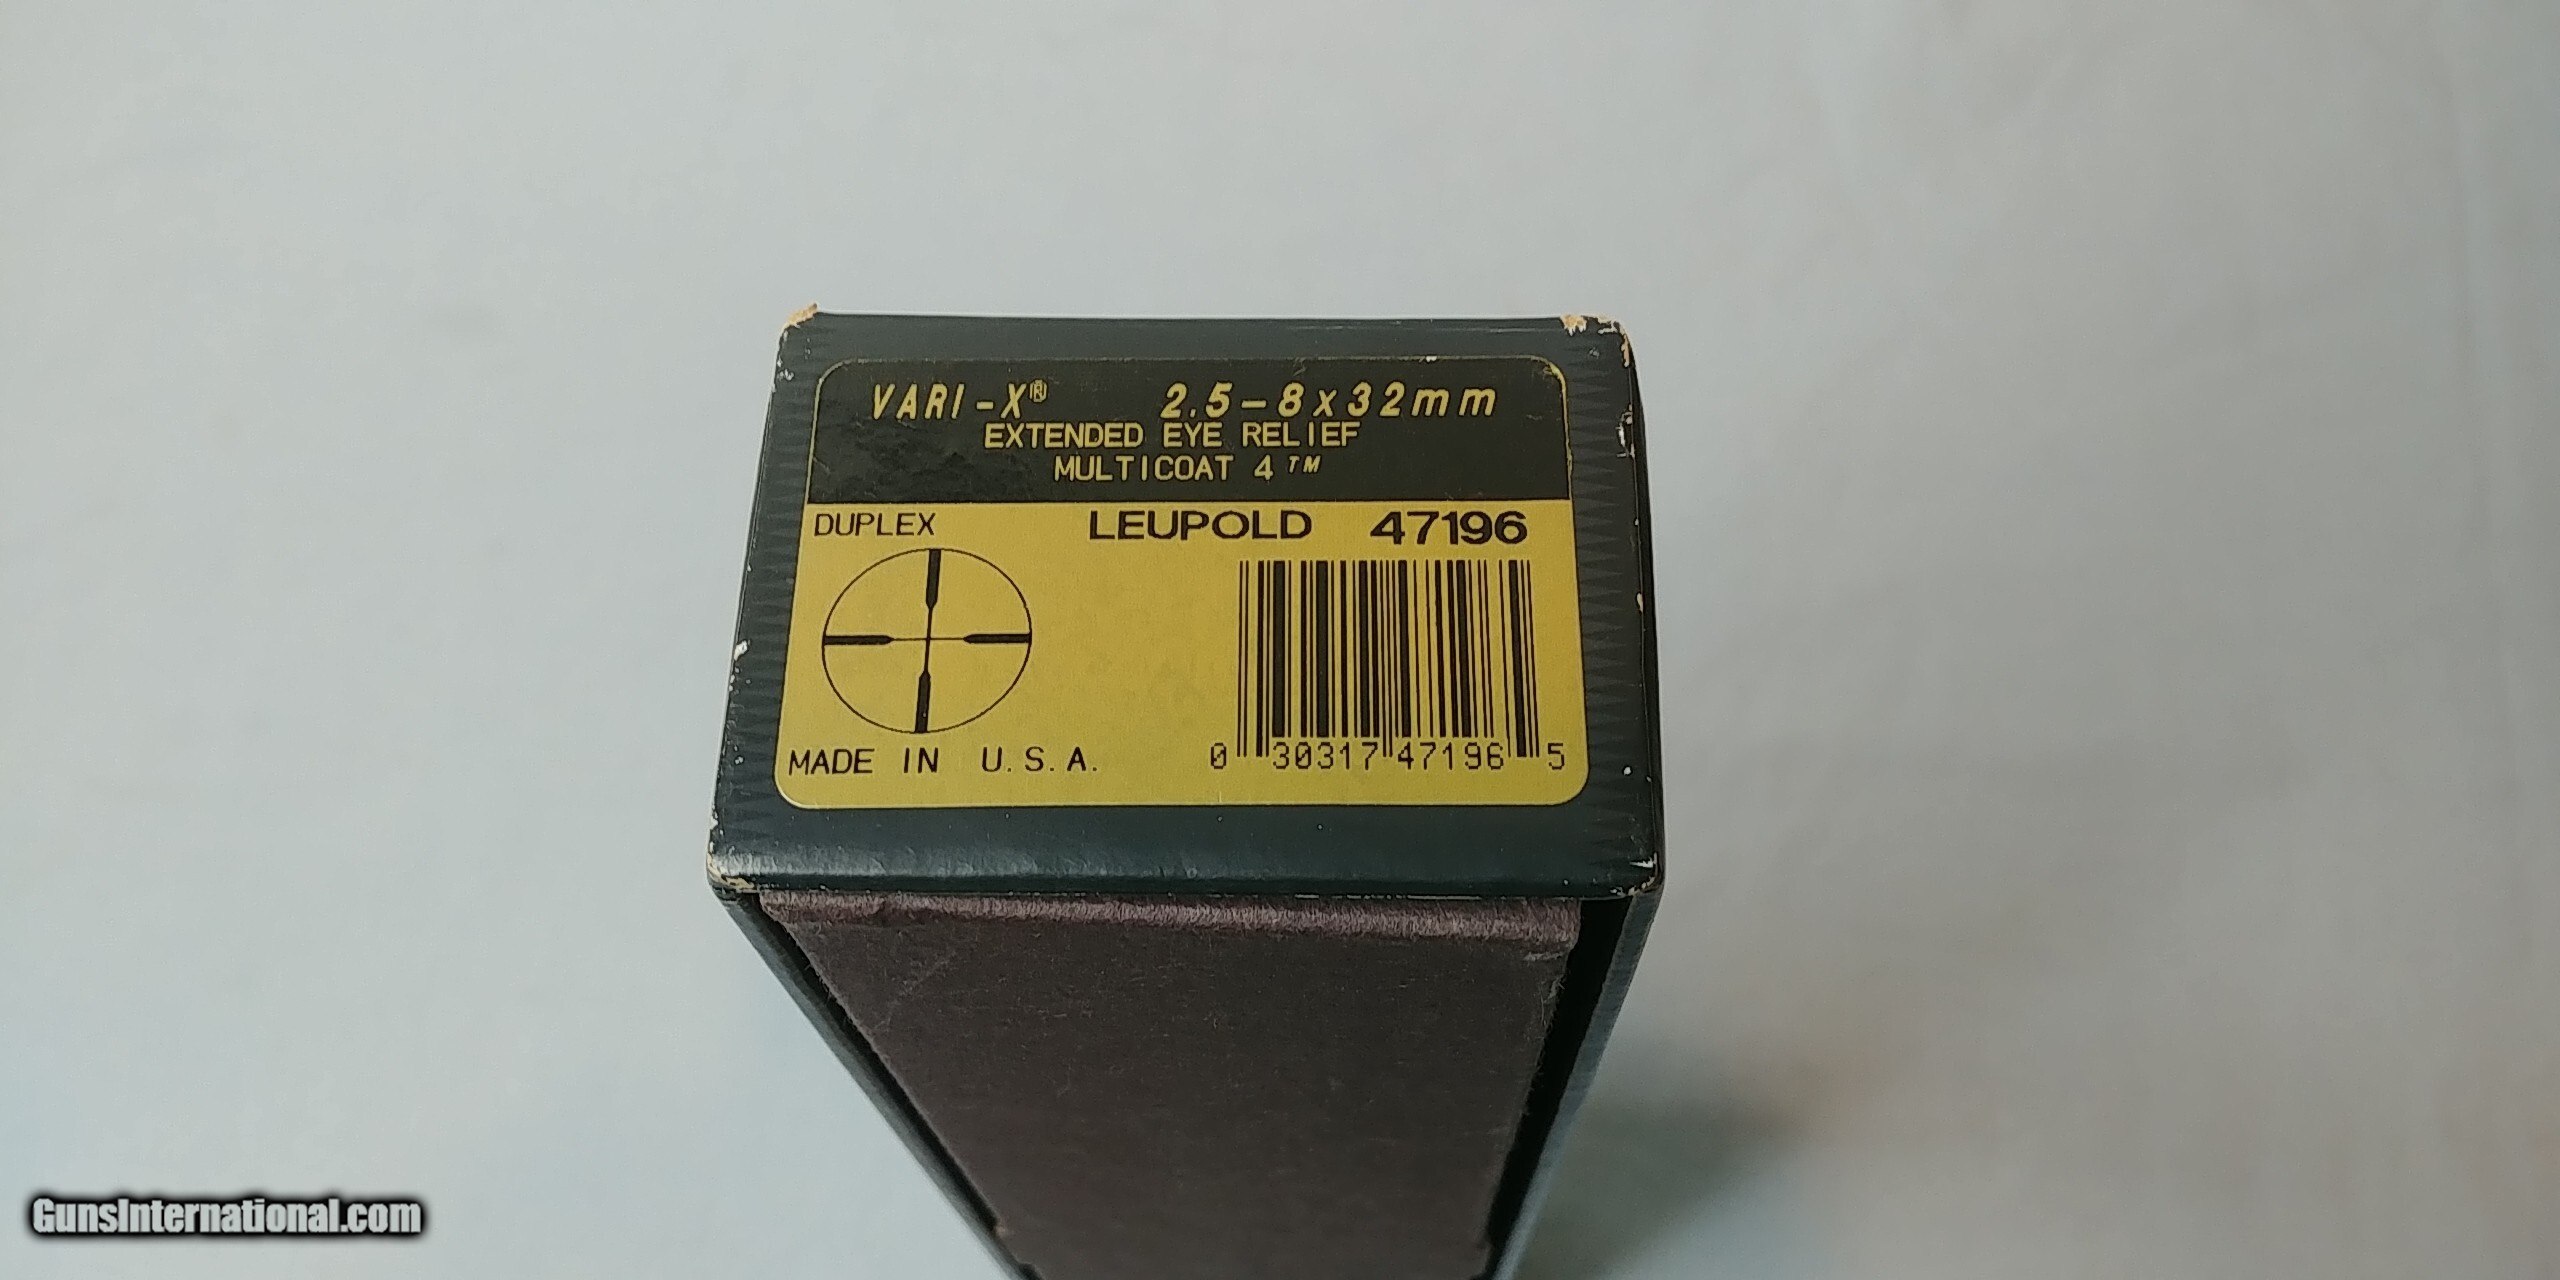 VARI-X® 2.5-8x32mm
EXTENDED EYE RELIEF
MULTICOAT 4™
DUPLEX LEUPOLD 47196
MADE IN U.S.A. 0 30317 47196 5
GunsInternational.com